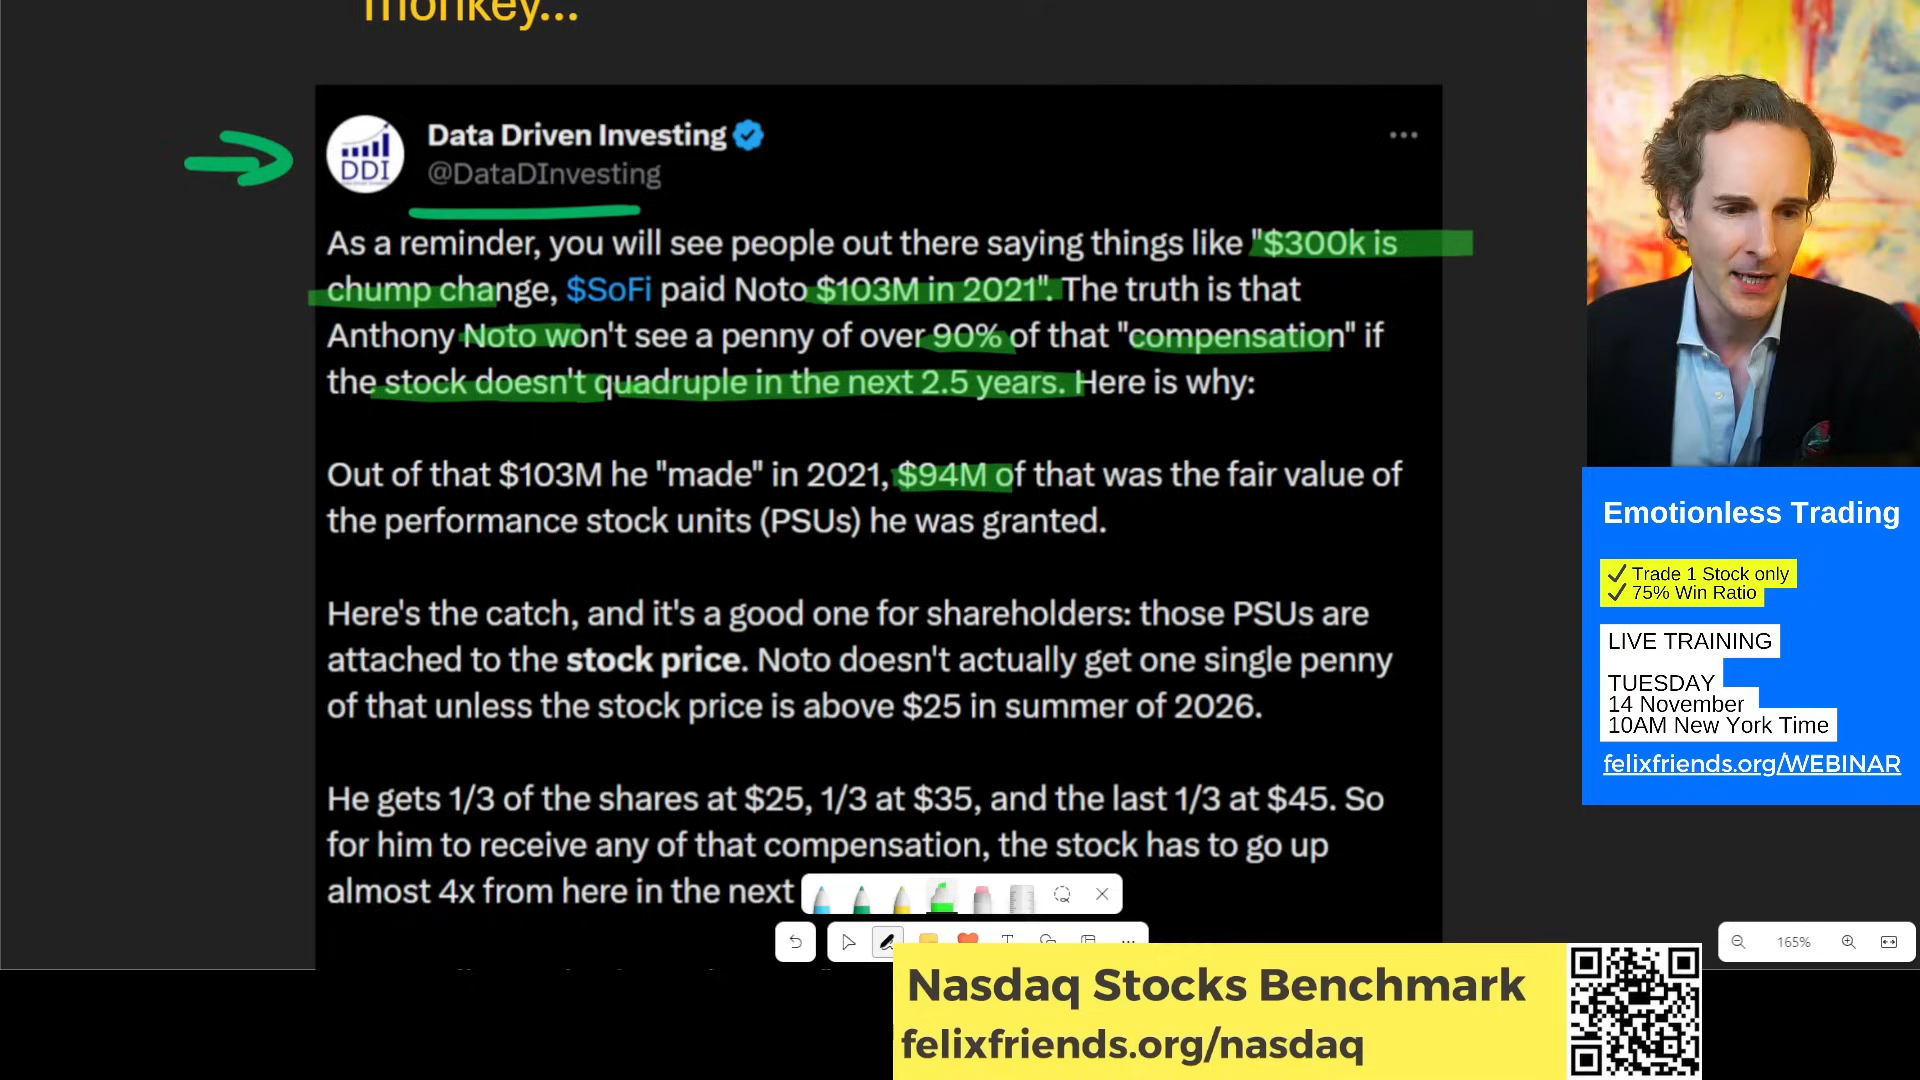 monkey...
DDI
Data Driven Investing
@DataDInvesting
As a reminder, you will see people out there saying things like "$300k is
chump change, $SoFi paid Noto $103M in 2021". The truth is that
Anthony Noto won't see a penny of over 90% of that "compensation" if
the stock doesn't quadruple in the next 2.5 years. Here is why:
Out of that $103M he "made" in 2021, $94M of that was the fair value of
the performance stock units (PSUs) he was granted.
Here's the catch, and it's a good one for shareholders: those PSUs are
attached to the stock price. Noto doesn't actually get one single penny
of that unless the stock price is above $25 in summer of 2026.
He gets 1/3 of the shares at $25, 1/3 at $35, and the last 1/3 at $45. So
for him to receive any of that compensation, the stock has to go up
almost 4x from here in the next
Emotionless Trading
✓ Trade 1 Stock only
✓ 75% Win Ratio
LIVE TRAINING
TUESDAY
14 November
10AM New York Time
felixfriends.org/WEBINAR
165%
Nasdaq Stocks Benchmark
felixfriends.org/nasdaq